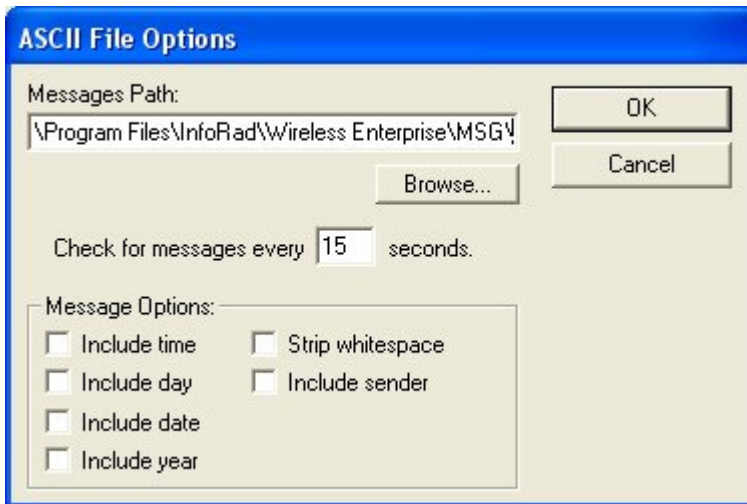 ASCII File Options
Messages Path:
OK
\Program Files\InfoRad\Wireless Enterprise\MSG\
Cancel
Browse...
Check for messages every 15 seconds.
Message Options:
Include time Strip whitespace
Include day Include sender
Include date
Include year